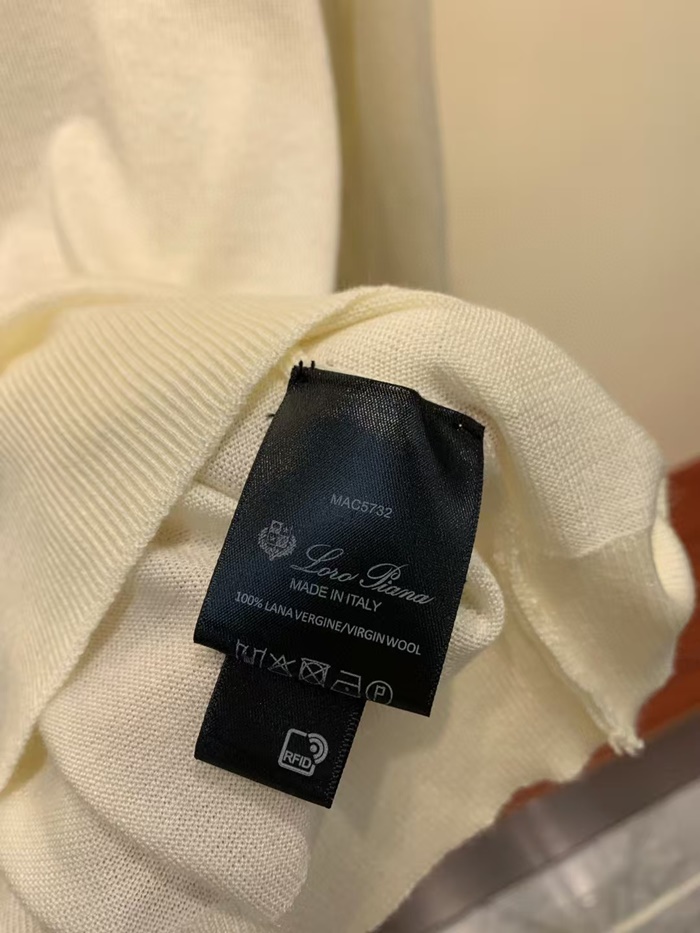 MAC5732
Loro Piana
MADE IN ITALY
100% LANA VERGINE/VIRGIN WOOL
P
RFID